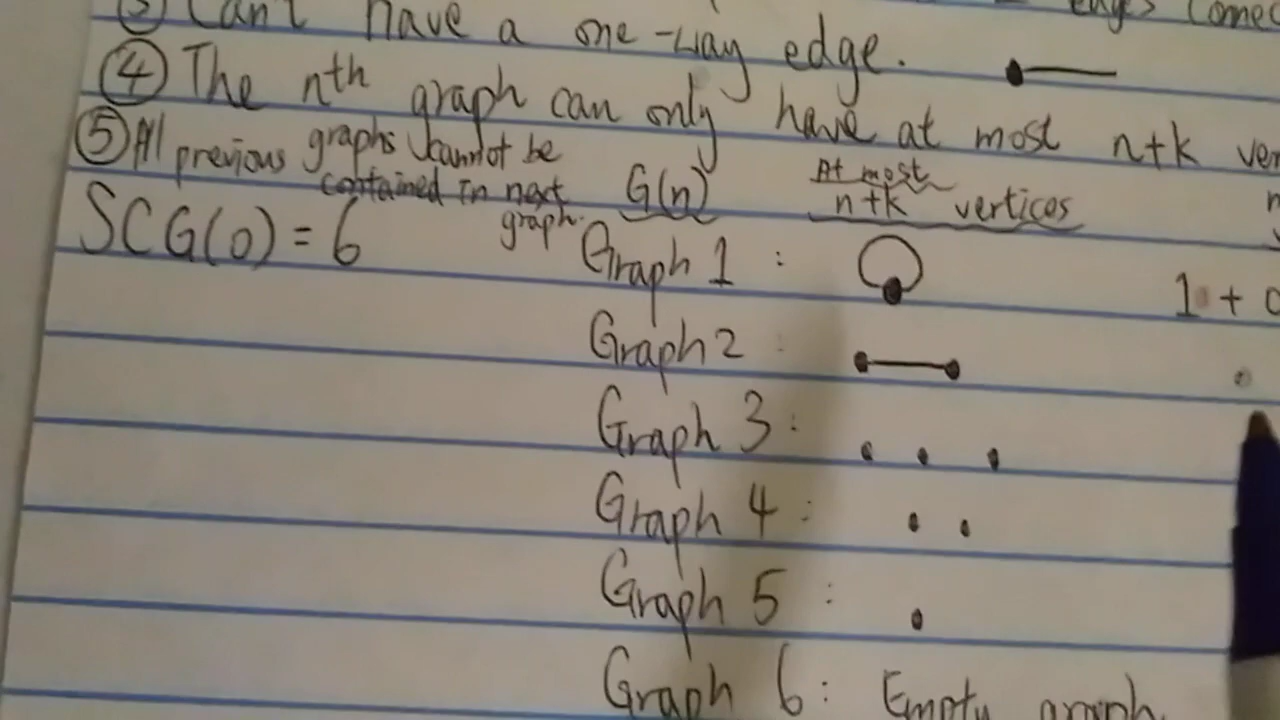 ③ Can't have a one-way edge.
④ The nth graph can only have at most n+k
⑤ All previous graphs cannot be
contained in next
graph.
SCG(0) = 6
G(n)
At most
n+k vertices
Graph 1 :
1 +
Graph 2 :
Graph 3 :
Graph 4 :
Graph 5 :
Graph 6 : Empty graph